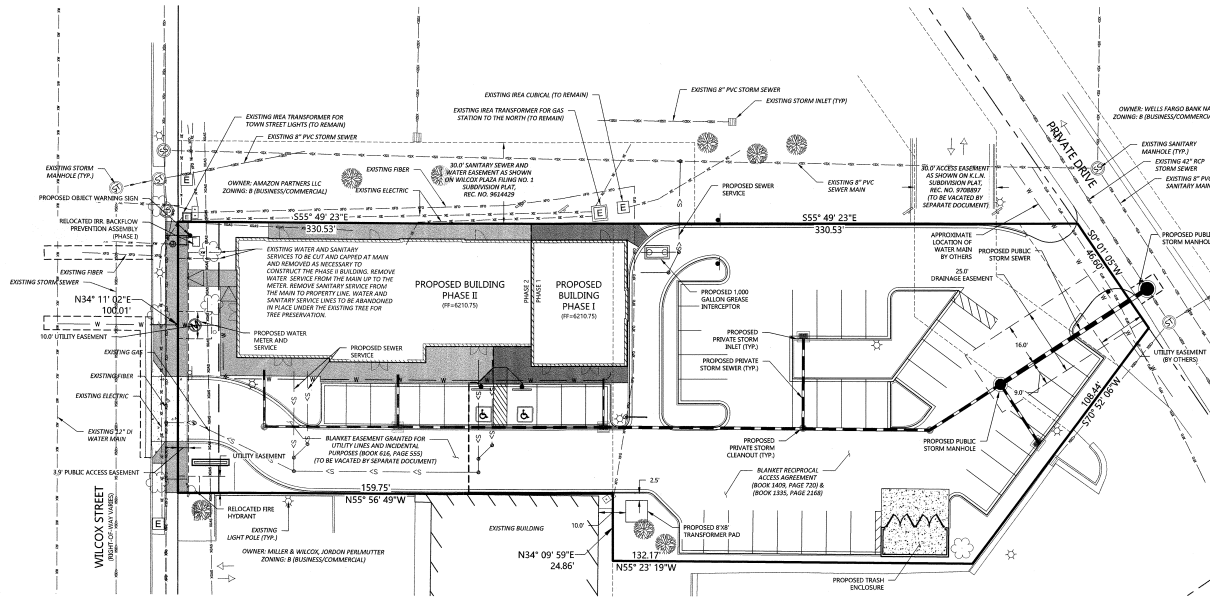 EXISTING IREA CUBICAL (TO REMAIN)
EXISTING IREA TRANSFORMER FOR GAS
STATION TO THE NORTH (TO REMAIN)
EXISTING 8" PVC STORM SEWER
EXISTING STORM INLET (TYP)
OWNER: WELLS FARGO BANK NA
ZONING: B (BUSINESS/COMMERCIA
EXISTING IREA TRANSFORMER FOR
TOWN STREET LIGHTS (TO REMAIN)
EXISTING 8" PVC STORM SEWER
PRIVATE DRIVE
EXISTING SANITARY
MANHOLE (TYP.)
EXISTING 42" RCP
STORM SEWER
EXISTING 8" PVC
SANITARY MAIN
EXISTING STORM
MANHOLE (TYP.)
OWNER: AMAZON PARTNERS LLC
ZONING: B (BUSINESS/COMMERCIAL)
EXISTING FIBER
EXISTING ELECTRIC
30.0' SANITARY SEWER AND
WATER EASEMENT AS SHOWN
ON WILCOX PLAZA FILING NO. 1
SUBDIVISION PLAT,
REC. NO. 9614429
PROPOSED SEWER
SERVICE
EXISTING 8" PVC
SEWER MAIN
30.0' ACCESS EASEMENT
AS SHOWN ON K.L.N.
SUBDIVISION PLAT,
REC. NO. 9708897
(TO BE VACATED BY
SEPARATE DOCUMENT)
PROPOSED OBJECT WARNING SIGN
RELOCATED IRR. BACKFLOW
PREVENTION ASSEMBLY
(PHASE I)
S55° 49' 23"E
330.53'
S55° 49' 23"E
330.53'
APPROXIMATE
LOCATION OF
WATER MAIN
BY OTHERS
PROPOSED PUBLIC
STORM SEWER
S0° 01' 05"W
46.60'
PROPOSED PUBL
STORM MANHOL
25.0'
DRAINAGE EASEMENT
EXISTING WATER AND SANITARY
SERVICES TO BE CUT AND CAPPED AT MAIN
AND REMOVED AS NECESSARY TO
CONSTRUCT THE PHASE II BUILDING. REMOVE
WATER SERVICE FROM THE MAIN UP TO THE
METER. REMOVE SANITARY SERVICE FROM
THE MAIN TO PROPERTY LINE. WATER AND
SANITARY SERVICE LINES TO BE ABANDONED
IN PLACE UNDER THE EXISTING TREE FOR
TREE PRESERVATION.
PROPOSED BUILDING
PHASE II
(FF=6210.75)
PHASE 2
PHASE 1
PROPOSED
BUILDING
PHASE I
(FF=6210.75)
PROPOSED 1,000
GALLON GREASE
INTERCEPTOR
EXISTING FIBER
EXISTING STORM SEWER
N34° 11' 02"E
100.01'
10.0' UTILITY EASEMENT
PROPOSED WATER
METER AND
SERVICE
PROPOSED SEWER
SERVICE
PROPOSED
PRIVATE STORM
INLET (TYP.)
PROPOSED PRIVATE
STORM SEWER (TYP.)
16.0'
9.0'
UTILITY EASEMENT
(BY OTHERS)
EXISTING GAS
EXISTING FIBER
EXISTING ELECTRIC
EXISTING 12" DI
WATER MAIN
108.44'
S70° 52' 06"W
BLANKET EASEMENT GRANTED FOR
UTILITY LINES AND INCIDENTAL
PURPOSES (BOOK 616, PAGE 555)
(TO BE VACATED BY SEPARATE DOCUMENT)
PROPOSED
PRIVATE STORM
CLEANOUT (TYP.)
PROPOSED PUBLIC
STORM MANHOLE
UTILITY EASEMENT
3.9' PUBLIC ACCESS EASEMENT
BLANKET RECIPROCAL
ACCESS AGREEMENT
(BOOK 1409, PAGE 720) &
(BOOK 1335, PAGE 2168)
159.75'
N55° 56' 49"W
2.5'
RELOCATED FIRE
HYDRANT
EXISTING
LIGHT POLE (TYP.)
EXISTING BUILDING
10.0'
PROPOSED 8'X8'
TRANSFORMER PAD
WILCOX STREET
(RIGHT-OF-WAY VARIES)
OWNER: MILLER & WILCOX, JORDON PERLMUTTER
ZONING: B (BUSINESS/COMMERCIAL)
N34° 09' 59"E
24.86'
132.17'
N55° 23' 19"W
PROPOSED TRASH
ENCLOSURE